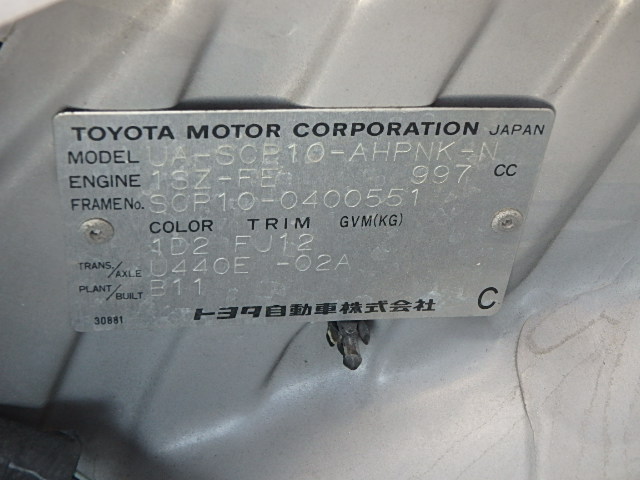 TOYOTA MOTOR CORPORATION JAPAN
MODEL UA-SCP10-AHPNK-N
ENGINE 1SZ-FE 997 CC
FRAME No. SCP10-0400551
COLOR TRIM GVM(KG)
1D2 FJ12
TRANS/AXLE U440E -02A
PLANT/BUILT B11
トヨタ自動車株式会社 C
30881